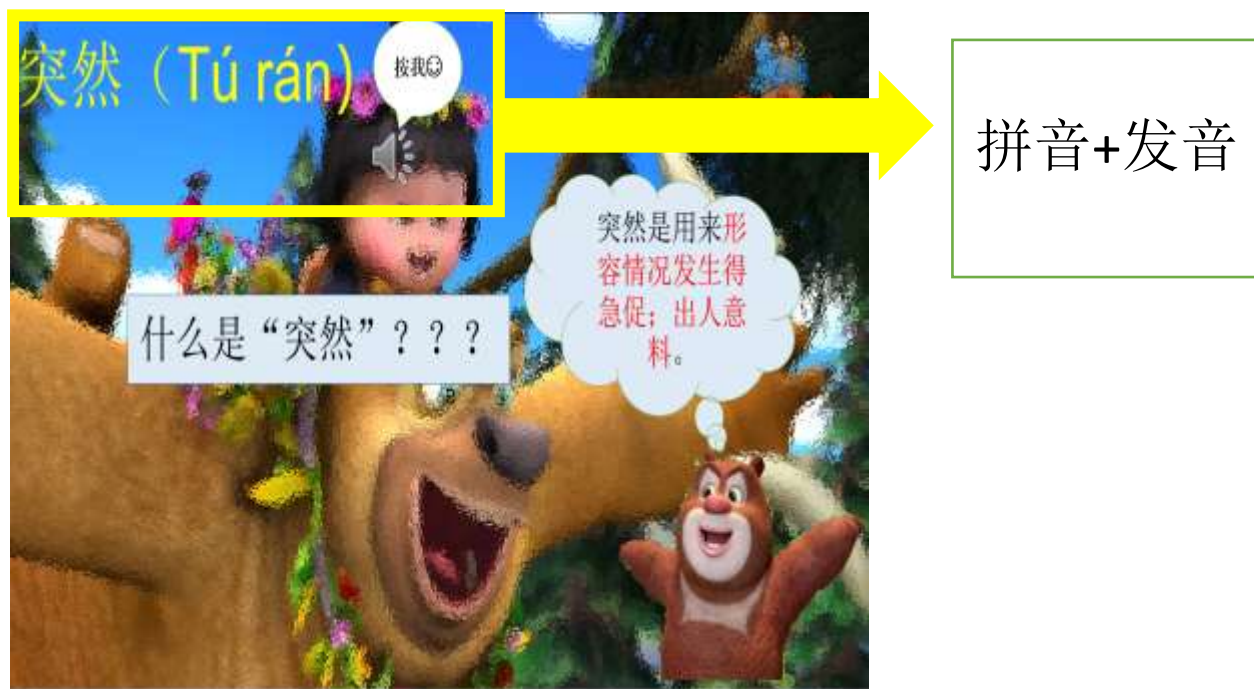 突然（Tú rán)
按我☺
拼音+发音
突然是用来形
容情况发生得
急促；出人意
料。
什么是“突然”？？？